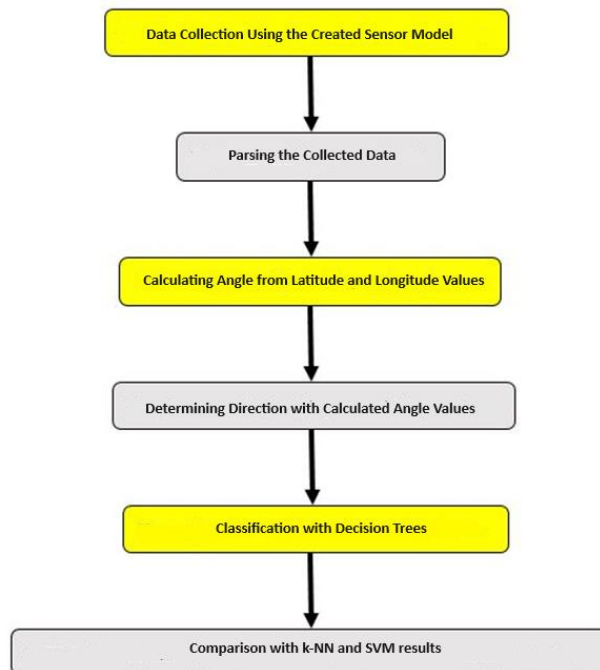 Data Collection Using the Created Sensor Model
Parsing the Collected Data
Calculating Angle from Latitude and Longitude Values
Determining Direction with Calculated Angle Values
Classification with Decision Trees
Comparison with k-NN and SVM results